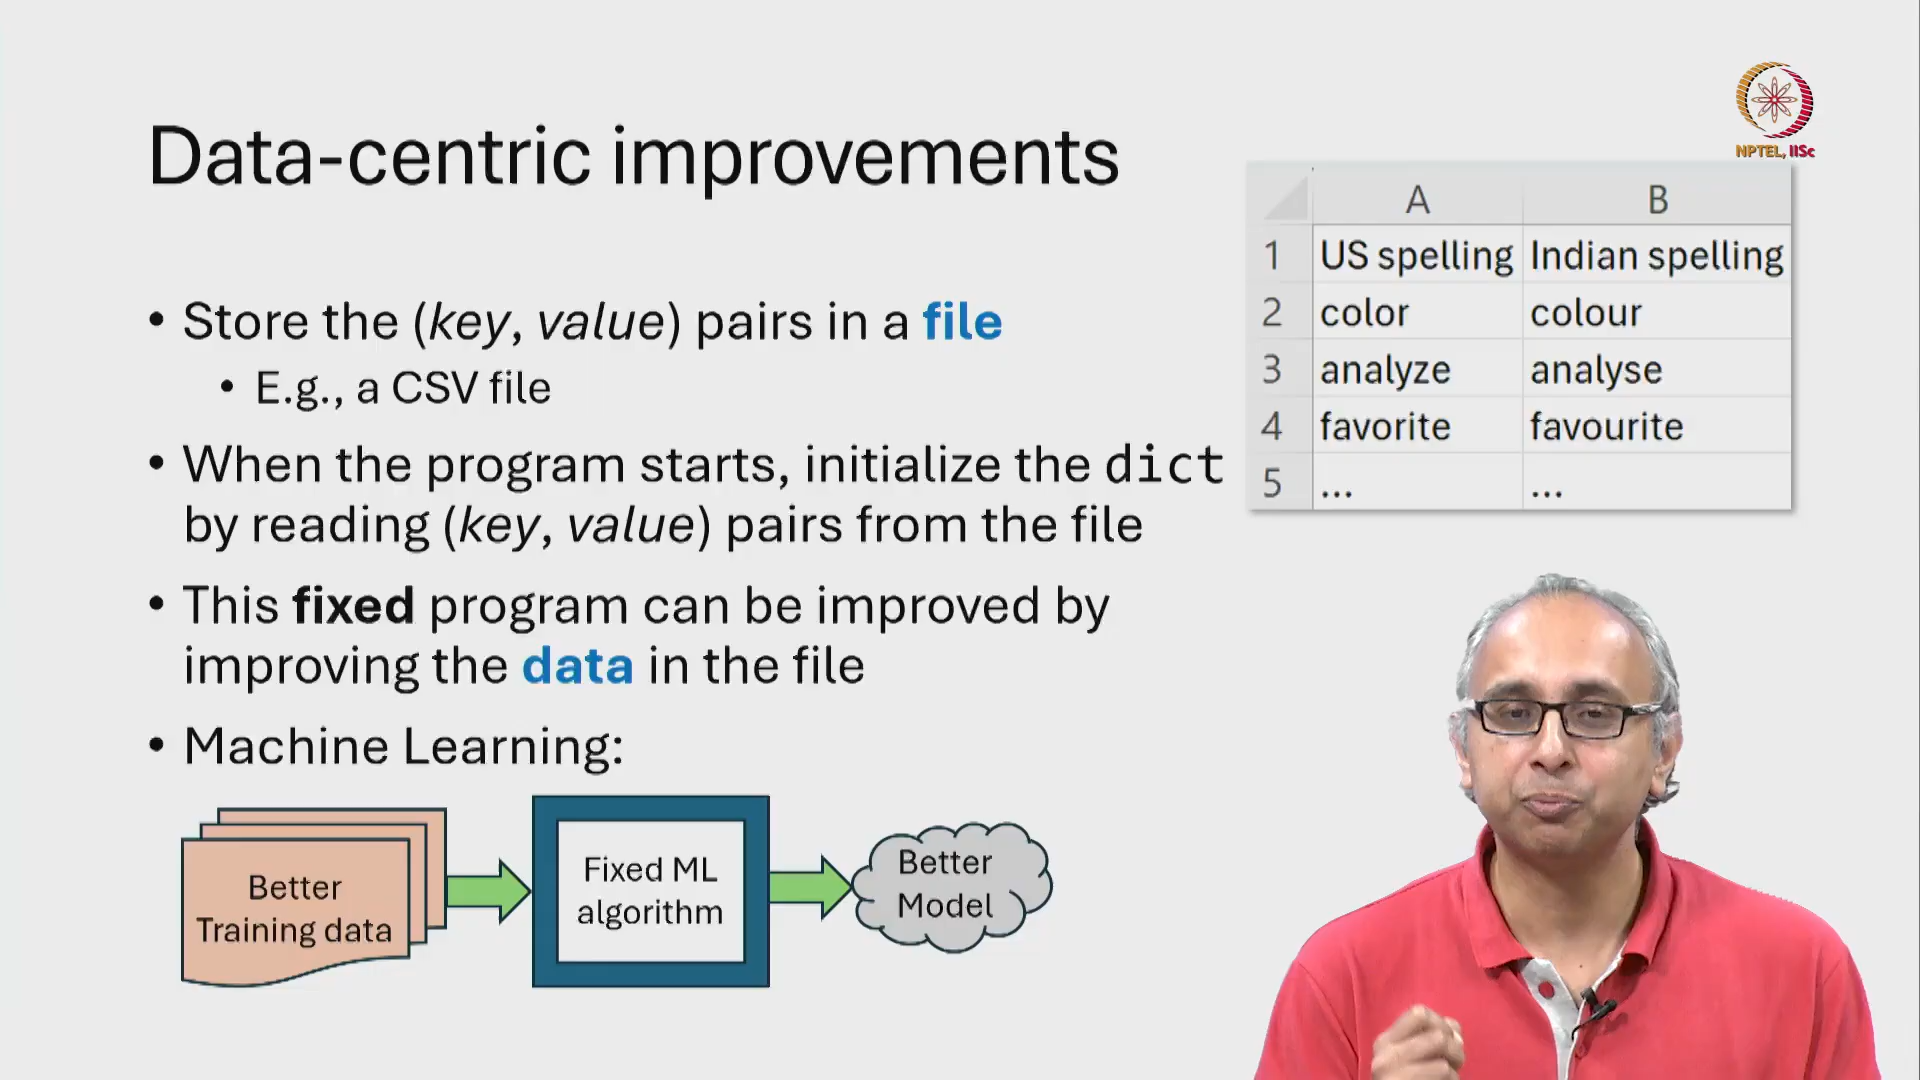 NPTEL, IISc
Data-centric improvements
• Store the (key, value) pairs in a file
• E.g., a CSV file
• When the program starts, initialize the dict
by reading (key, value) pairs from the file
• This fixed program can be improved by
improving the data in the file
• Machine Learning:
A B
1 US spelling Indian spelling
2 color colour
3 analyze analyse
4 favorite favourite
5 ... ...
Better
Training data
Fixed ML
algorithm
Better
Model